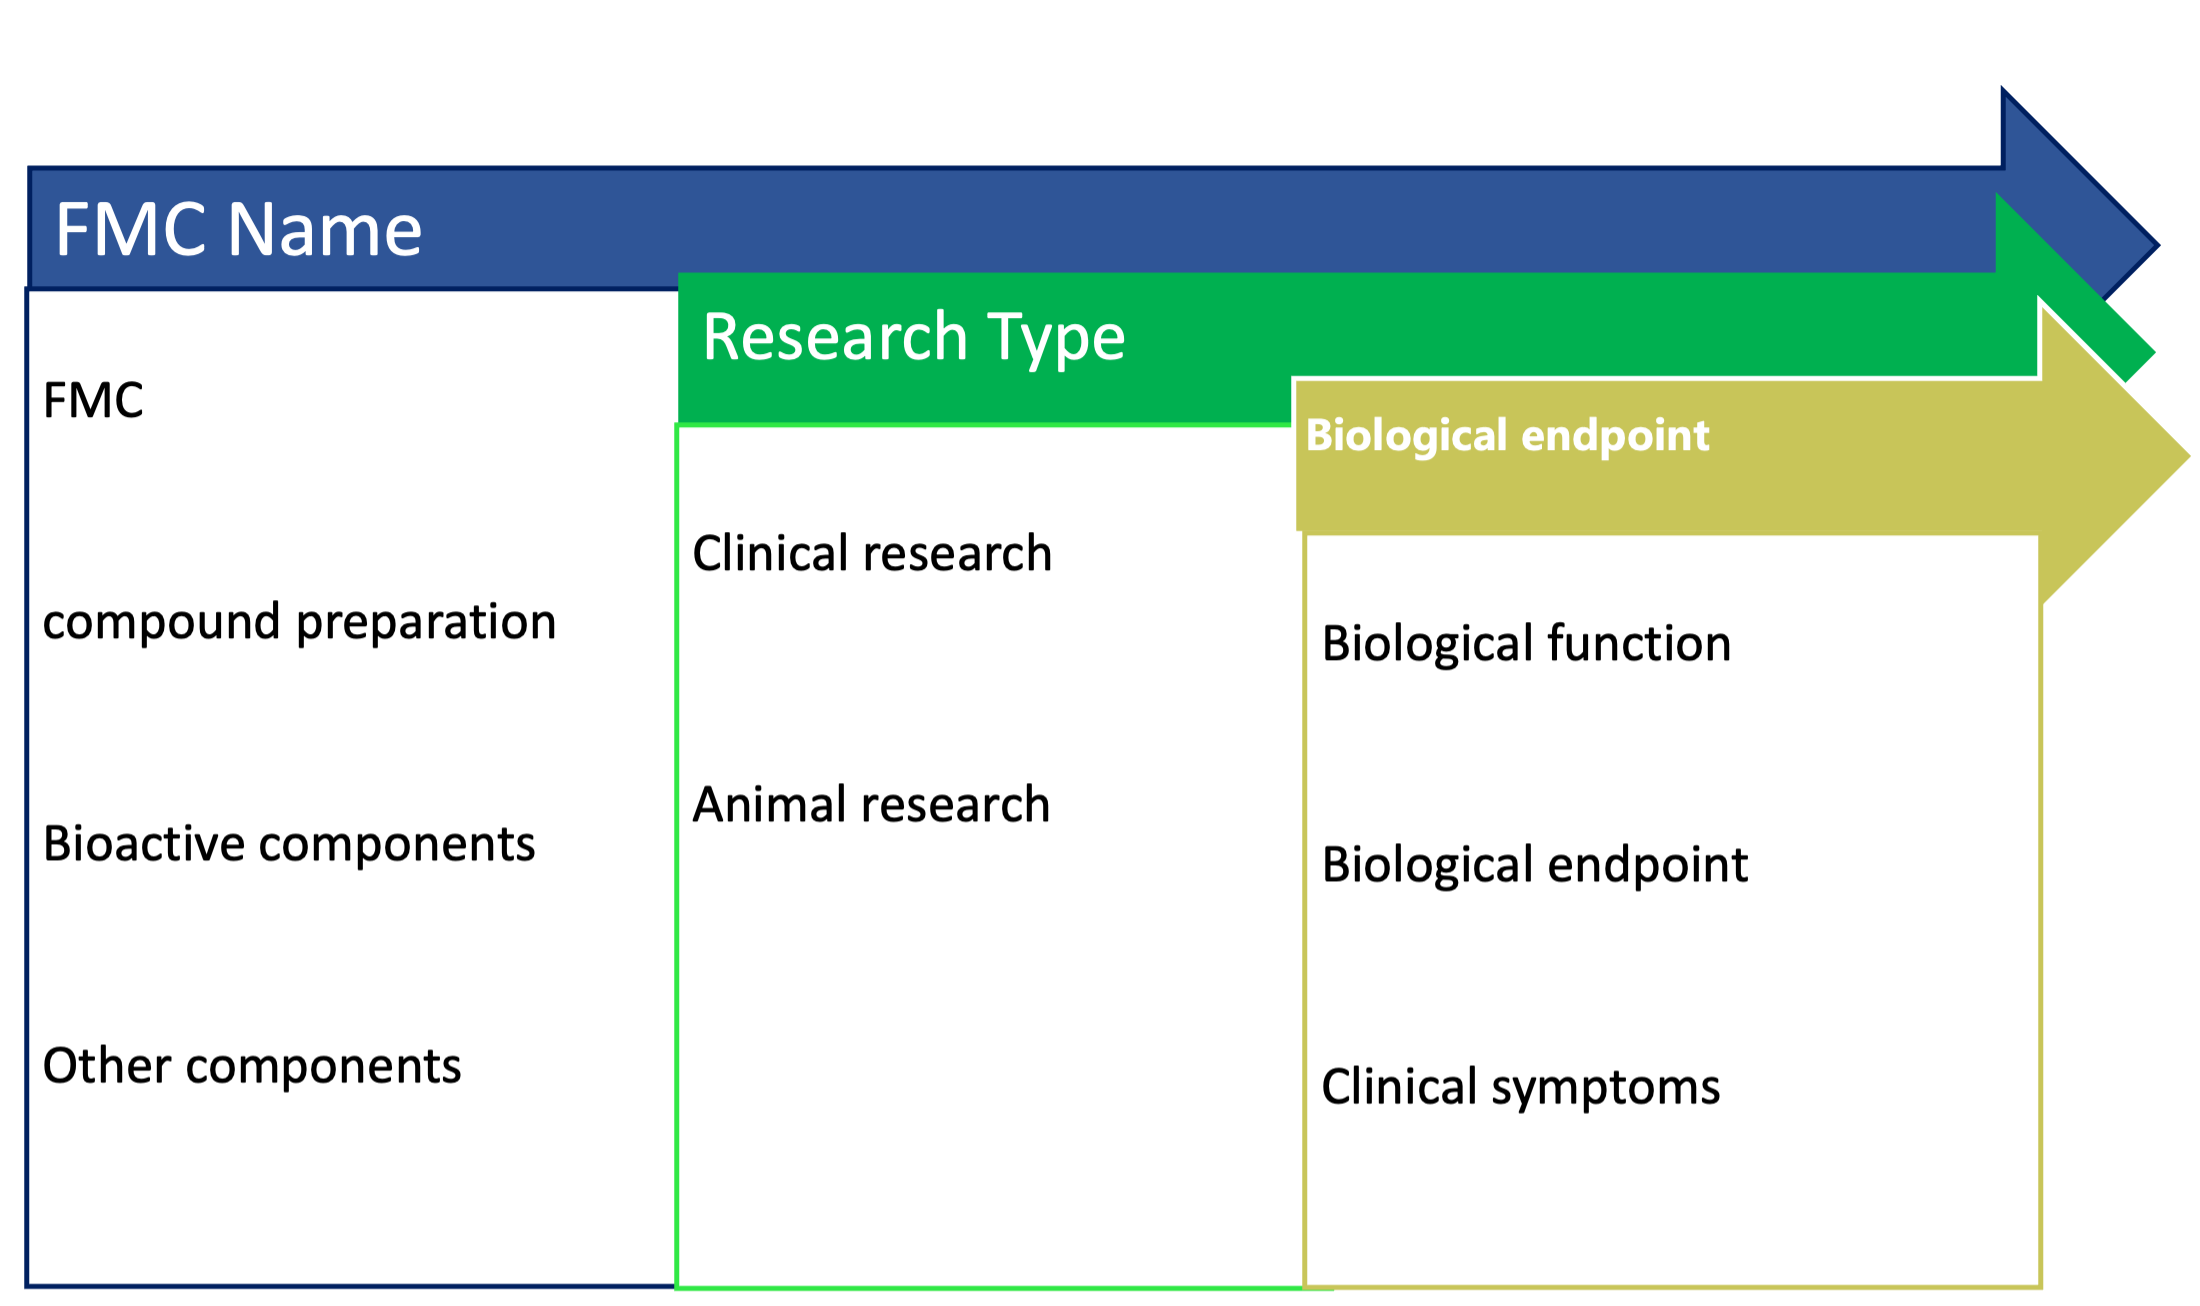 FMC Name
FMC
compound preparation
Bioactive components
Other components
Research Type
Clinical research
Animal research
Biological endpoint
Biological function
Biological endpoint
Clinical symptoms